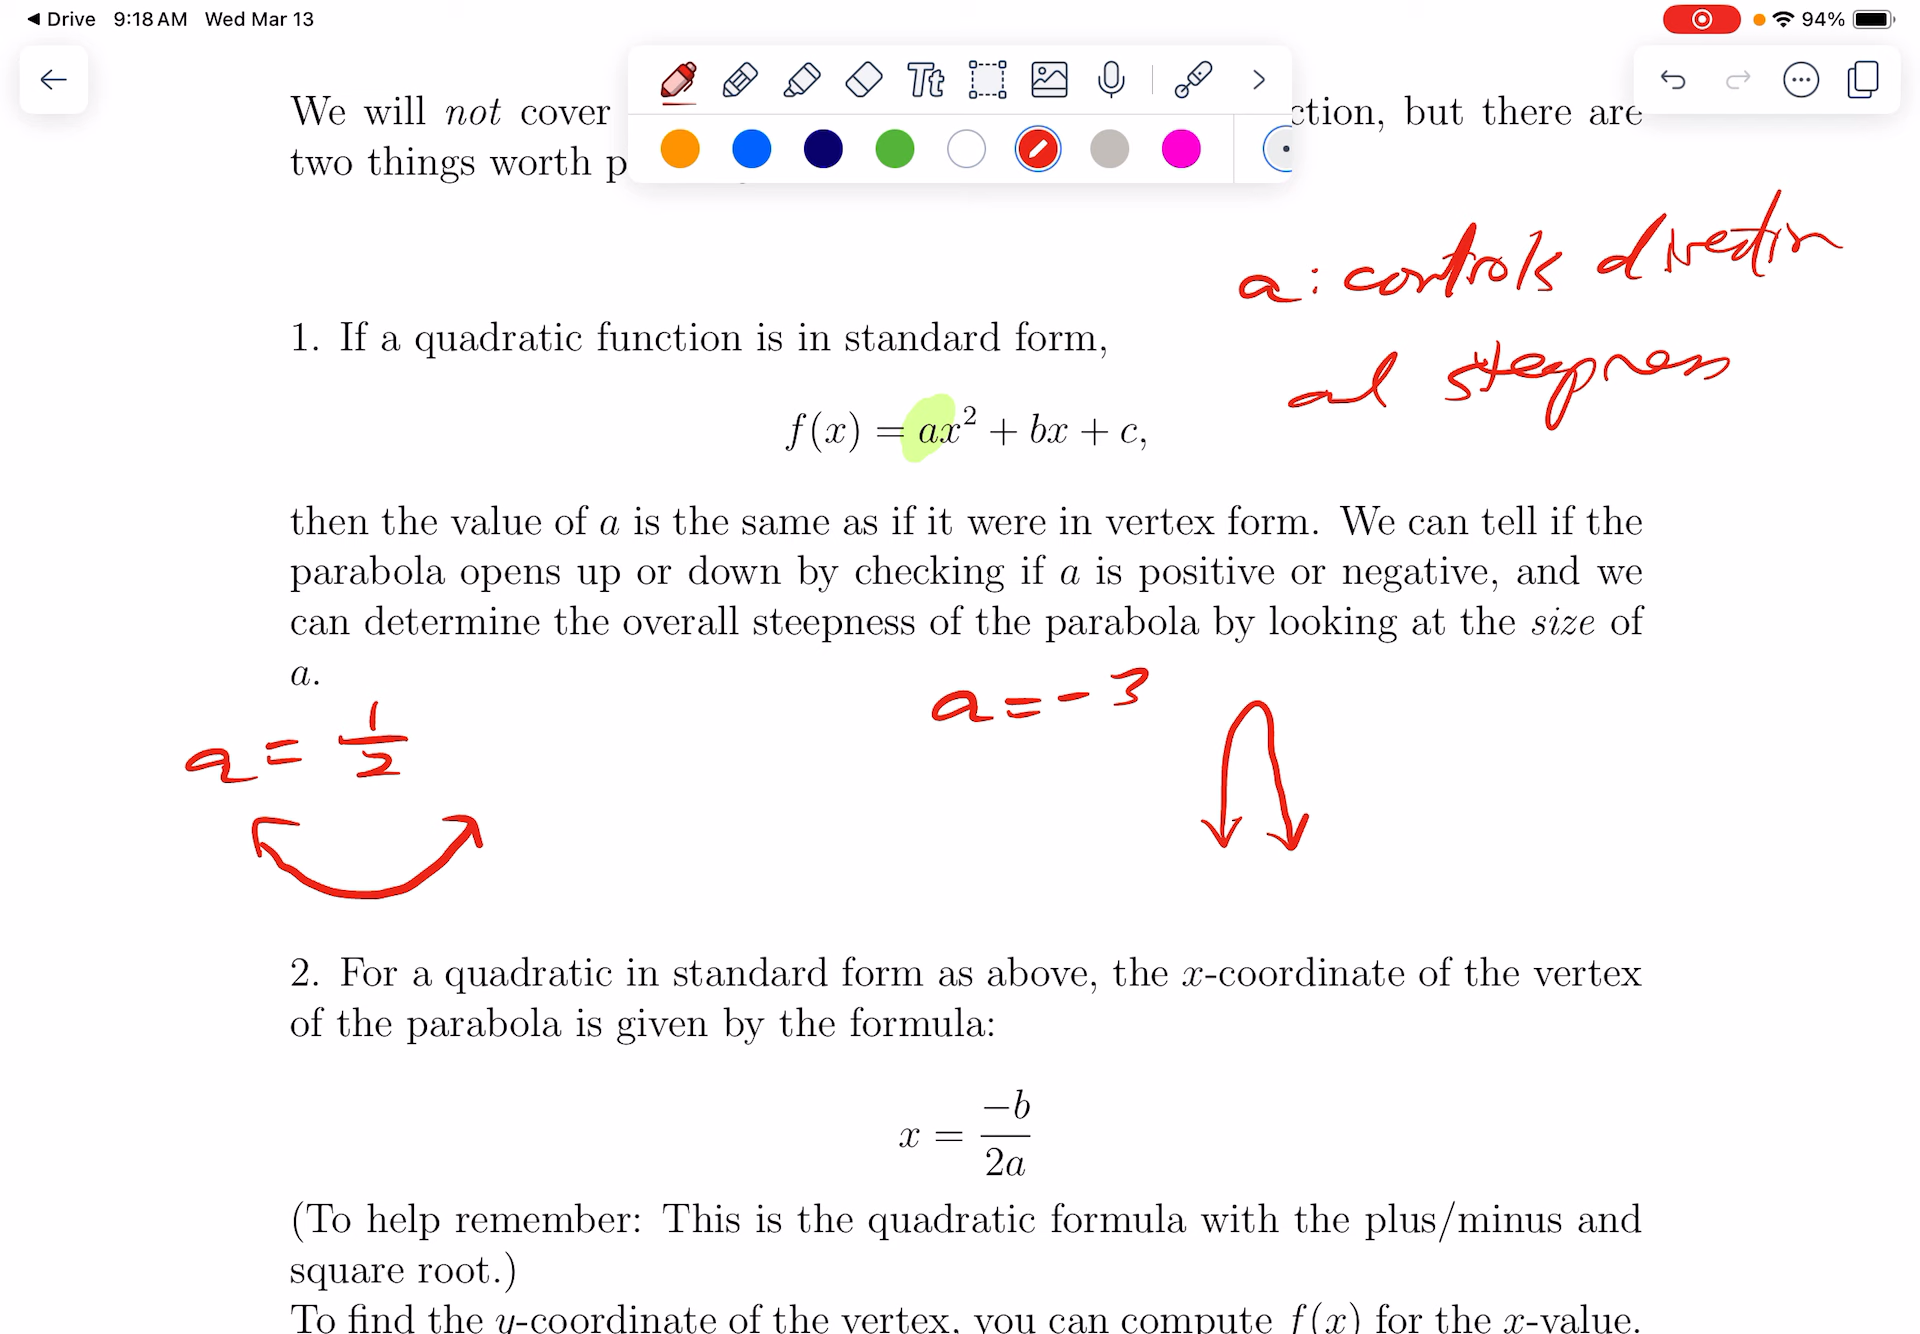 Drive 9:18 AM Wed Mar 13 94%
Tt
We will not cover ction, but there are
two things worth p
a: controls direction
and steepness
1. If a quadratic function is in standard form,
f(x) = ax² + bx + c,
then the value of a is the same as if it were in vertex form. We can tell if the
parabola opens up or down by checking if a is positive or negative, and we
can determine the overall steepness of the parabola by looking at the size of
a.
a = 1/2
a = -3
2. For a quadratic in standard form as above, the x-coordinate of the vertex
of the parabola is given by the formula:
x = -b/2a
(To help remember: This is the quadratic formula with the plus/minus and
square root.)
To find the y-coordinate of the vertex, you can compute f(x) for the x-value.